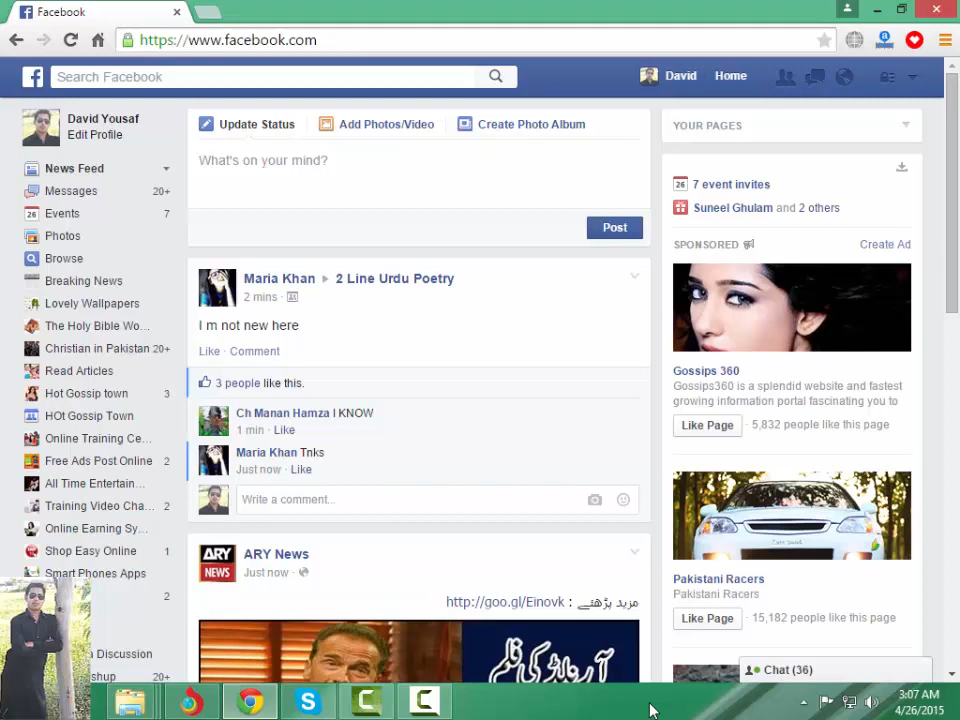 Facebook
https://www.facebook.com
Search Facebook
David Home
David Yousaf
Edit Profile
News Feed
Messages 20+
Events 7
Photos
Browse
Breaking News
Lovely Wallpapers
The Holy Bible Wo...
Christian in Pakistan 20+
Read Articles
Hot Gossip town 3
HOt Gossip Town
Online Training Ce...
Free Ads Post Online 2
All Time Entertain...
Training Video Cha... 2
Online Earning Sy...
Shop Easy Online 1
Smart Phones Apps
2
Discussion
shup 20+
Update Status Add Photos/Video Create Photo Album
What's on your mind?
Post
Maria Khan 2 Line Urdu Poetry
2 mins ·
I m not new here
Like · Comment
3 people like this.
Ch Manan Hamza I KNOW
1 min · Like
Maria Khan Tnks
Just now · Like
Write a comment...
ARY NEWS
ARY News
Just now ·
مزید پڑھئے : http://goo.gl/Einovk
آرنلڈ کی فلم
YOUR PAGES
26 7 event invites
Suneel Ghulam and 2 others
SPONSORED Create Ad
Gossips 360
Gossips360 is a splendid website and fastest
growing information portal fascinating you to
Like Page · 5,832 people like this page
Pakistani Racers
Pakistani Racers
Like Page · 15,182 people like this page
Chat (36)
3:07 AM
4/26/2015